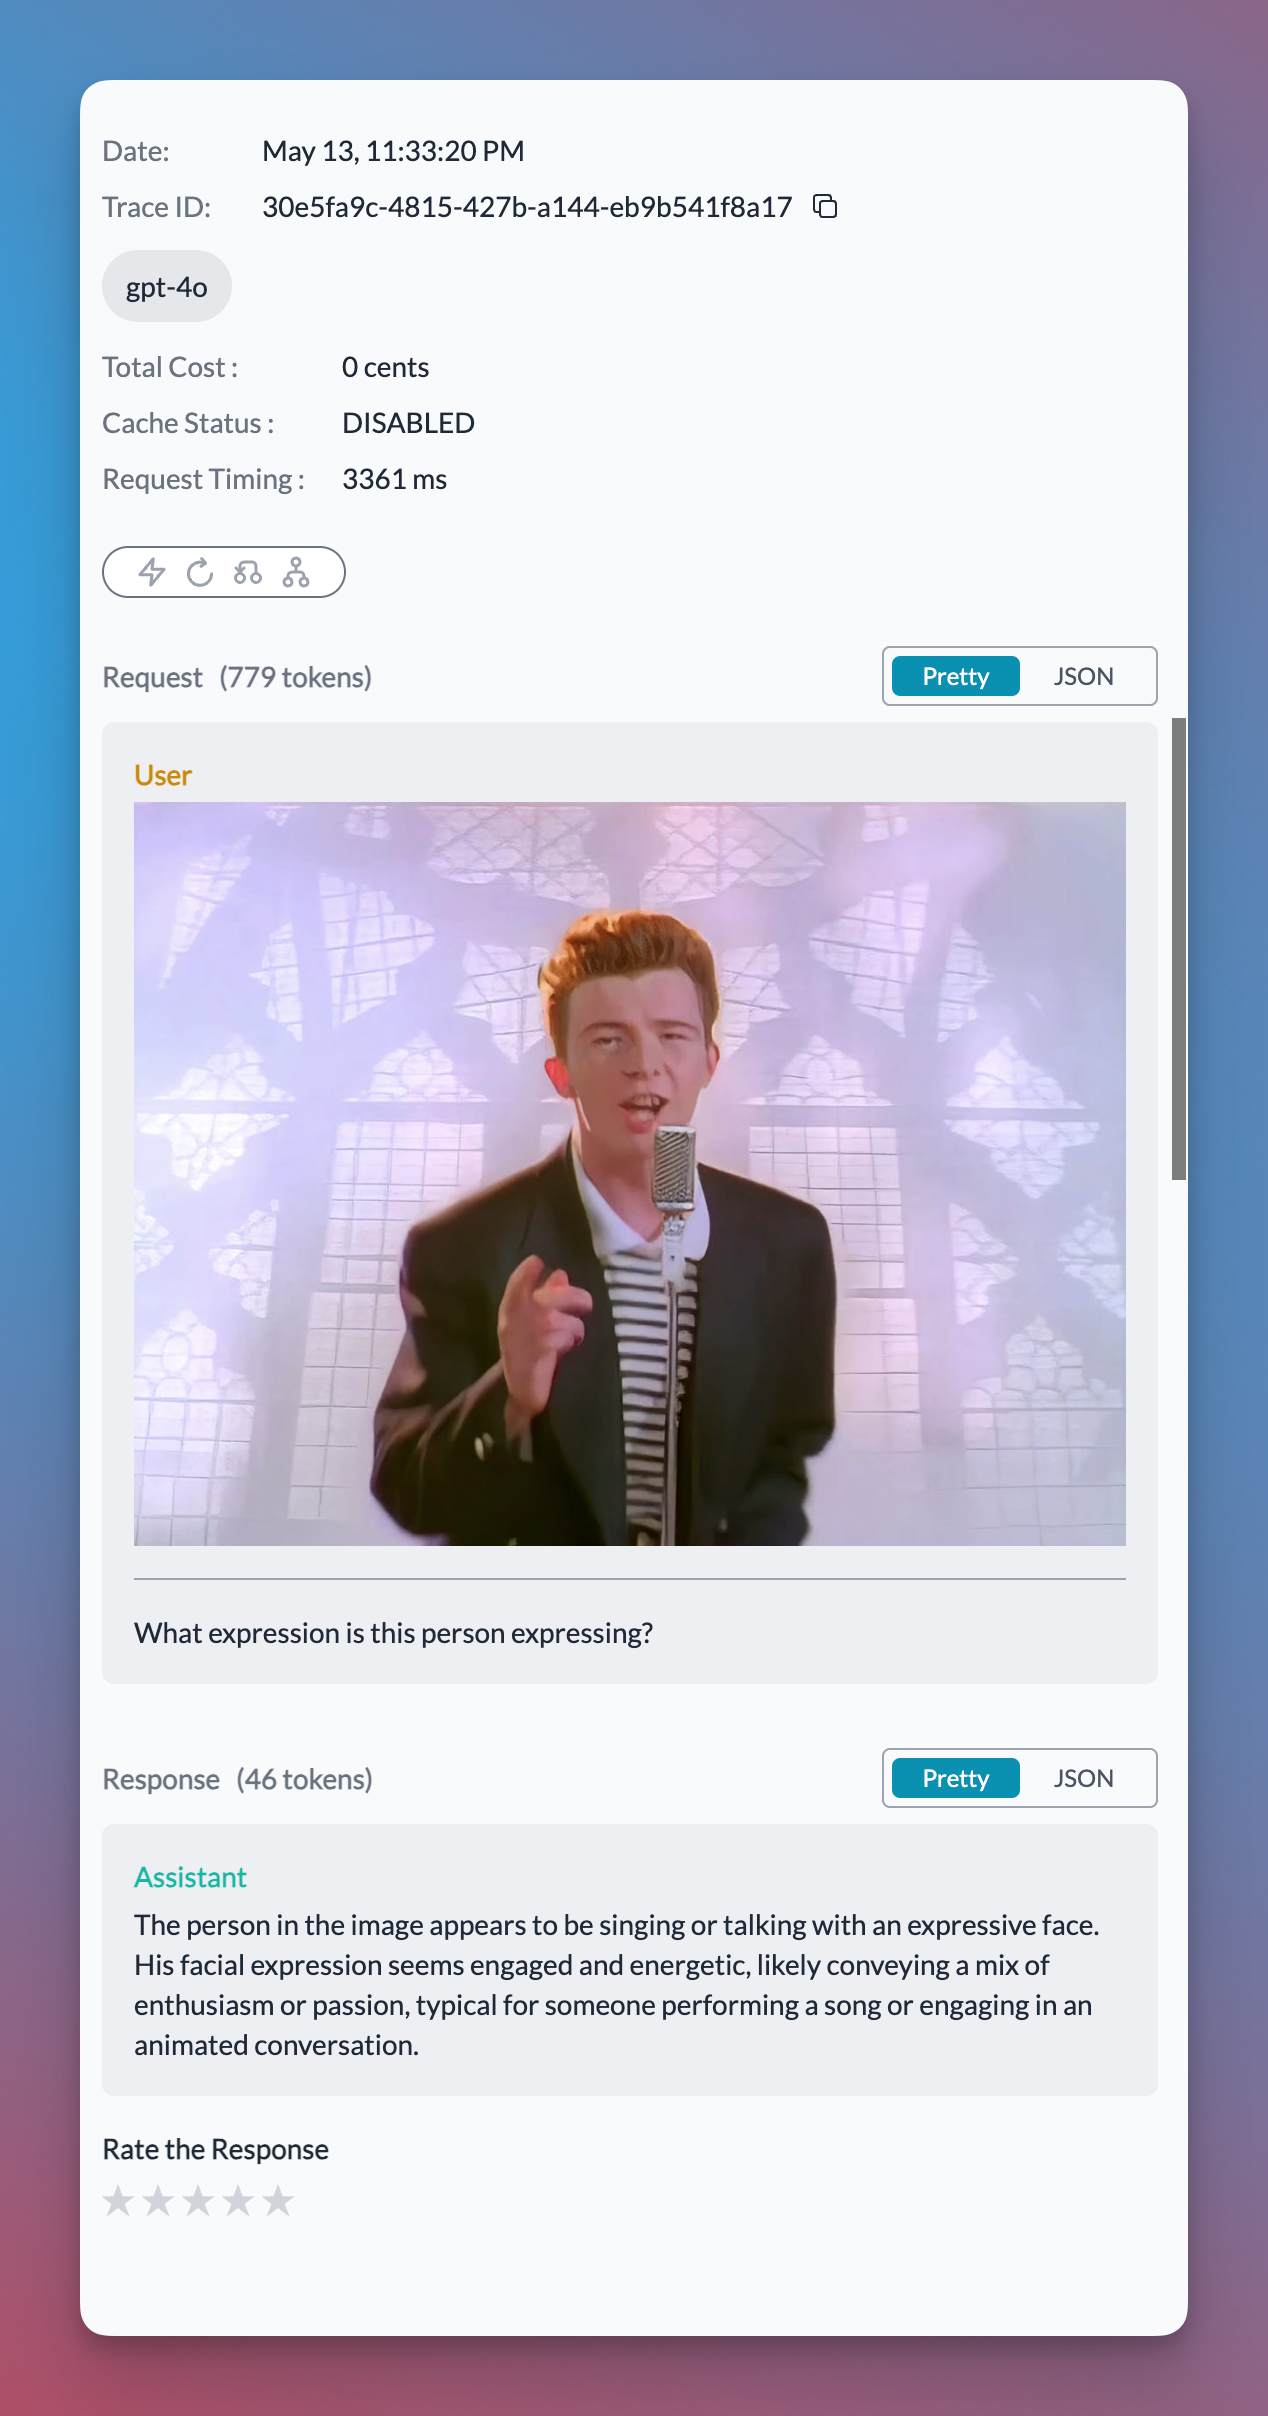 Date: May 13, 11:33:20 PM
Trace ID: 30e5fa9c-4815-427b-a144-eb9b541f8a17
gpt-4o
Total Cost : 0 cents
Cache Status : DISABLED
Request Timing : 3361 ms
Request (779 tokens) Pretty JSON
User
What expression is this person expressing?
Response (46 tokens) Pretty JSON
Assistant
The person in the image appears to be singing or talking with an expressive face.
His facial expression seems engaged and energetic, likely conveying a mix of
enthusiasm or passion, typical for someone performing a song or engaging in an
animated conversation.
Rate the Response